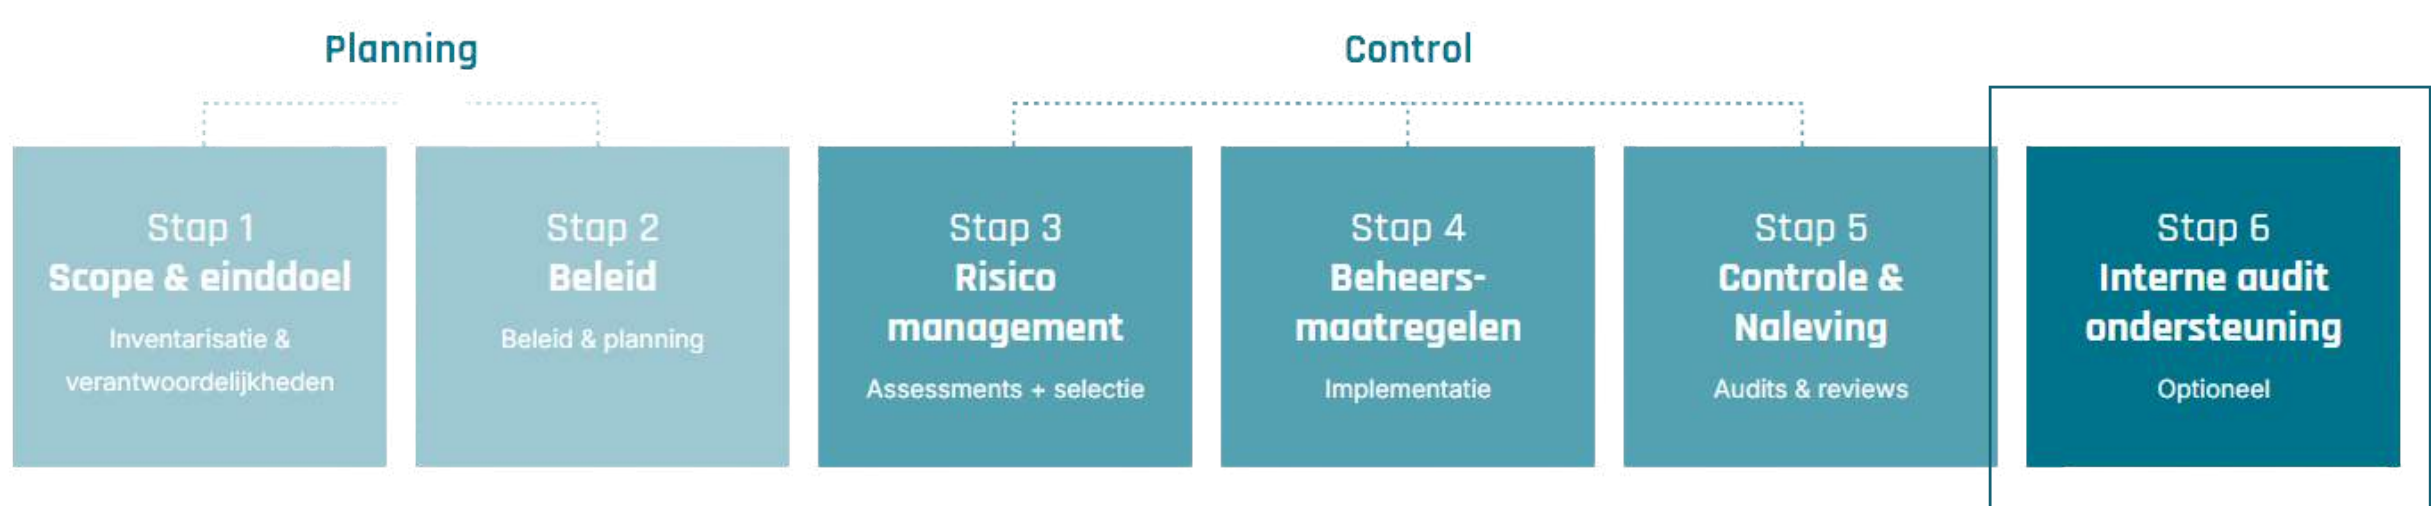 Planning
Control
Stap 1
Scope & einddoel
Inventarisatie &
verantwoordelijkheden
Stap 2
Beleid
Beleid & planning
Stap 3
Risico
management
Assessments + selectie
Stap 4
Beheers-
maatregelen
Implementatie
Stap 5
Controle &
Naleving
Audits & reviews
Stap 6
Interne audit
ondersteuning
Optioneel